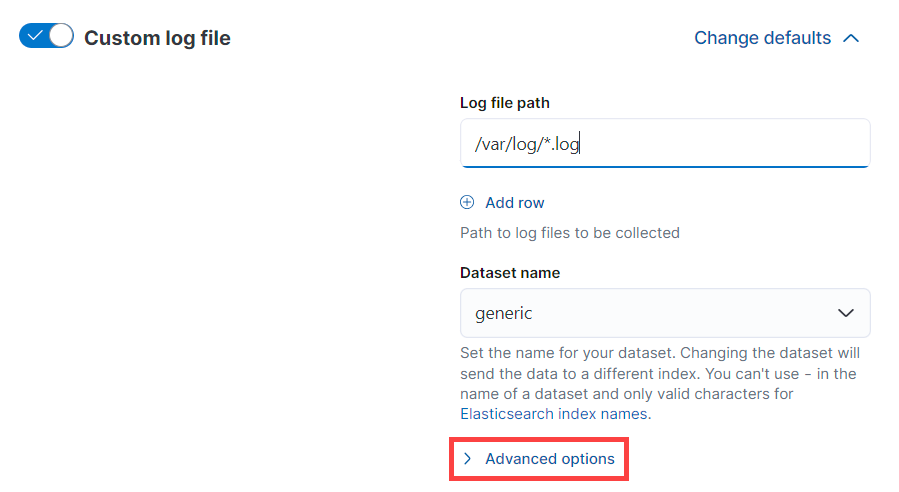 Custom log file
Change defaults
Log file path
/var/log/*.log
Add row
Path to log files to be collected
Dataset name
generic
Set the name for your dataset. Changing the dataset will
send the data to a different index. You can't use - in the
name of a dataset and only valid characters for
Elasticsearch index names.
Advanced options